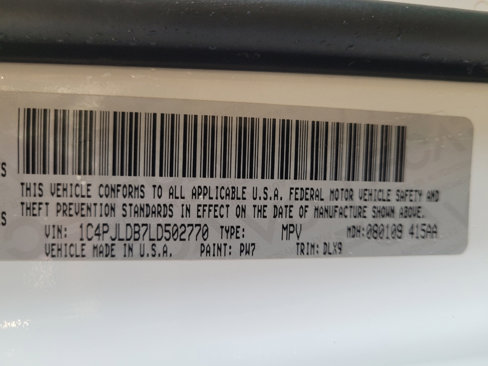 THIS VEHICLE CONFORMS TO ALL APPLICABLE U.S.A. FEDERAL MOTOR VEHICLE SAFETY AND
THEFT PREVENTION STANDARDS IN EFFECT ON THE DATE OF MANUFACTURE SHOWN ABOVE.
VIN: 1C4PJLDB7LD502770 TYPE: MPV MDH: 080109 415AA
VEHICLE MADE IN U.S.A. PAINT: PW7 TRIM: DLX9